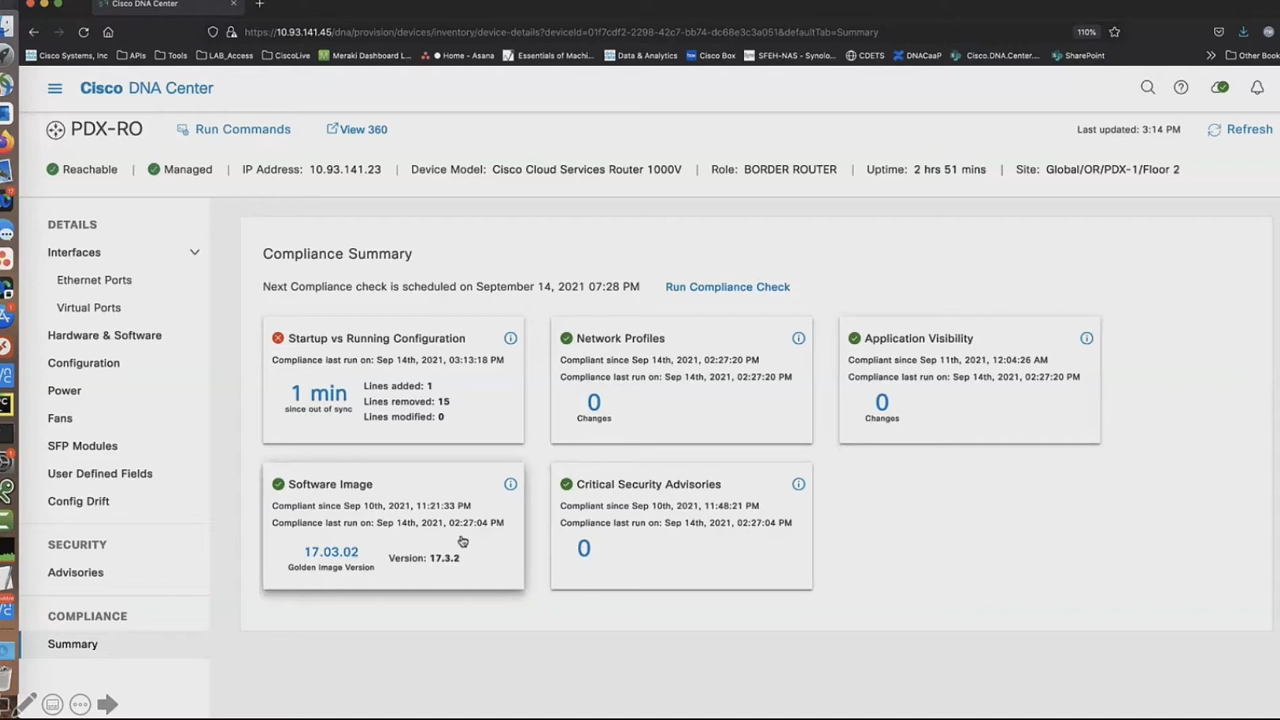 Cisco DNA Center
https://10.93.141.45/dna/provision/devices/inventory/device-details?deviceId=01f7cdf2-2298-42c7-bb74-dc68e3c3a051&defaultTab=Summary
110%
Cisco Systems, Inc
APIs
Tools
LAB_Access
CiscoLive
Meraki Dashboard L...
Home - Asana
Essentials of Machi...
Data & Analytics
Cisco Box
SFEH-NAS - Synolo...
CDETS
DNACaaP
Cisco.DNA.Center....
SharePoint
Other Book
Cisco DNA Center
PDX-RO
Run Commands
View 360
Last updated: 3:14 PM
Refresh
Reachable
Managed
IP Address: 10.93.141.23
Device Model: Cisco Cloud Services Router 1000V
Role: BORDER ROUTER
Uptime: 2 hrs 51 mins
Site: Global/OR/PDX-1/Floor 2
DETAILS
Interfaces
Ethernet Ports
Virtual Ports
Hardware & Software
Configuration
Power
Fans
SFP Modules
User Defined Fields
Config Drift
SECURITY
Advisories
COMPLIANCE
Summary
Compliance Summary
Next Compliance check is scheduled on September 14, 2021 07:28 PM
Run Compliance Check
Startup vs Running Configuration
Compliance last run on: Sep 14th, 2021, 03:13:18 PM
1 min
since out of sync
Lines added: 1
Lines removed: 15
Lines modified: 0
Network Profiles
Compliant since Sep 14th, 2021, 02:27:20 PM
Compliance last run on: Sep 14th, 2021, 02:27:20 PM
0
Changes
Application Visibility
Compliant since Sep 11th, 2021, 12:04:26 AM
Compliance last run on: Sep 14th, 2021, 02:27:20 PM
0
Changes
Software Image
Compliant since Sep 10th, 2021, 11:21:33 PM
Compliance last run on: Sep 14th, 2021, 02:27:04 PM
17.03.02
Golden Image Version
Version: 17.3.2
Critical Security Advisories
Compliant since Sep 10th, 2021, 11:48:21 PM
Compliance last run on: Sep 14th, 2021, 02:27:04 PM
0